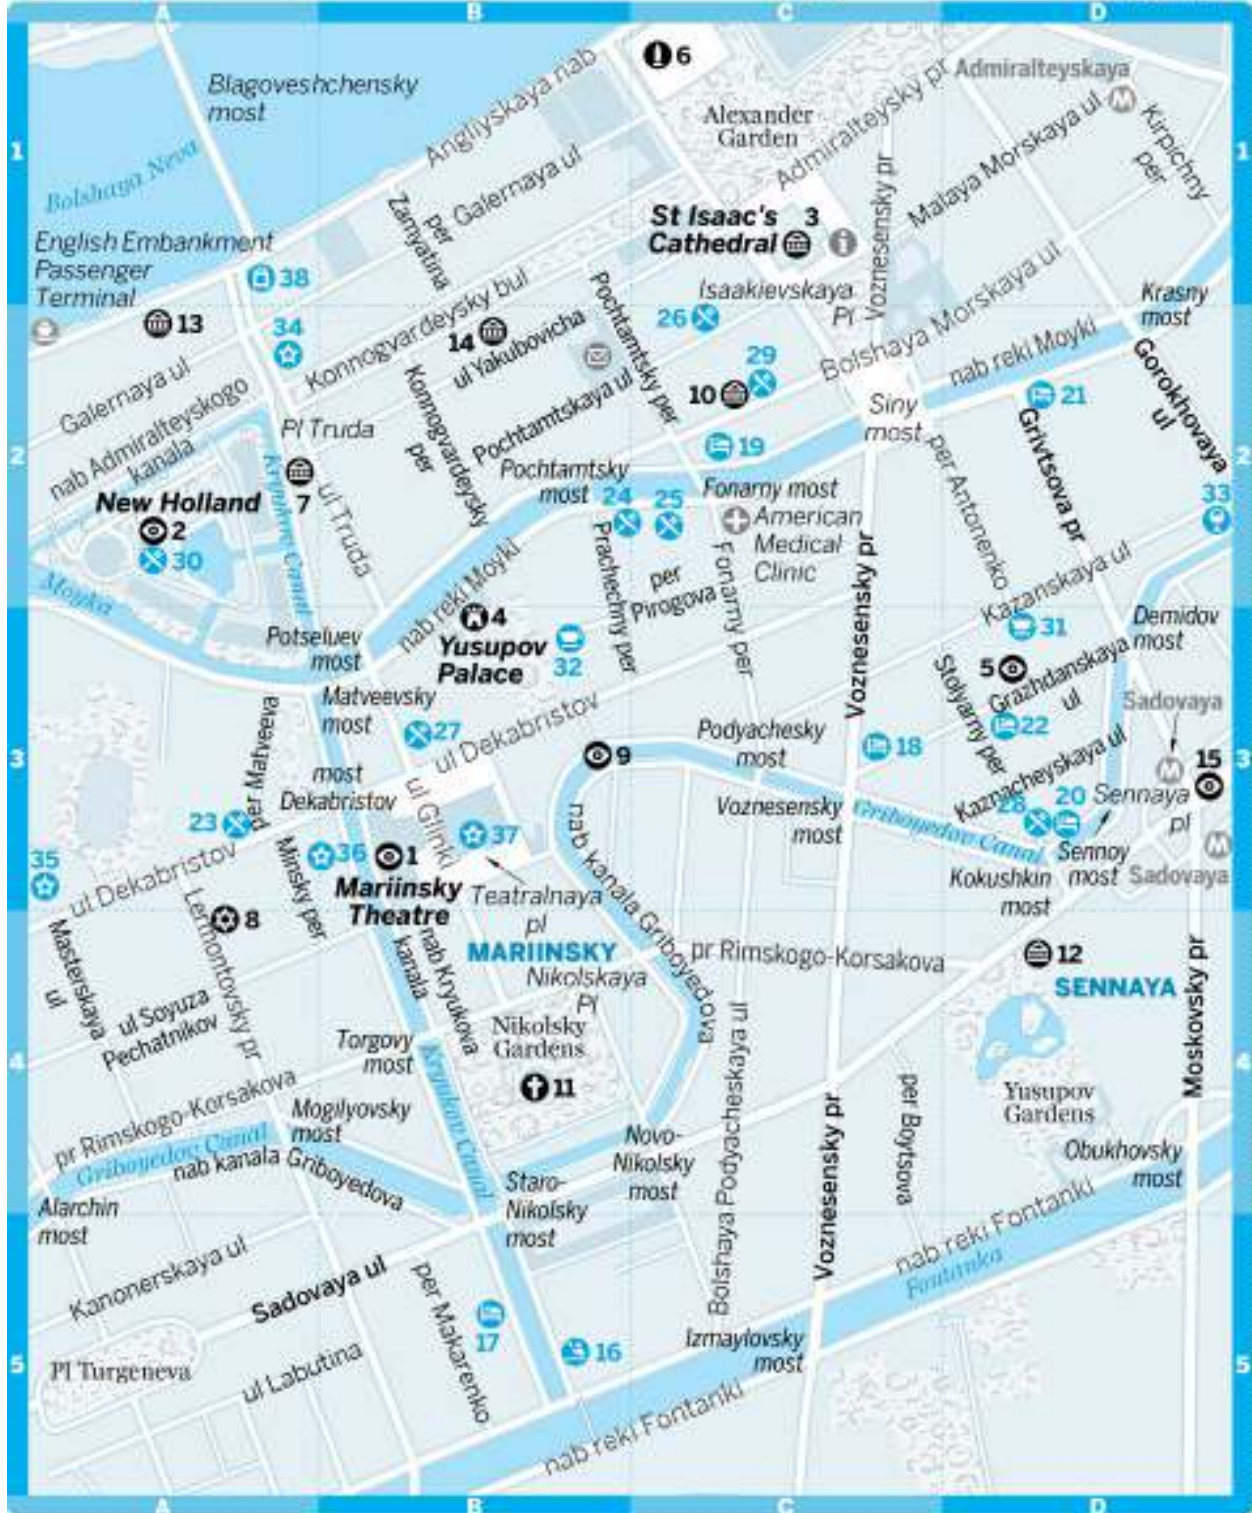 A
B
C
D
1
1
2
2
3
3
4
4
5
5
6
Blagoveshchensky
most
Bolshaya Neva
Angliyskaya nab
Alexander
Garden
Admiralteyskaya
M
Admiralteysky pr
Malaya Morskaya ul
Kirpichny
per
Galernaya ul
Zamyatina
per
St Isaac's
Cathedral
3
Voznesensky pr
English Embankment
Passenger
Terminal
38
13
34
Konnogvardeysky bul
14
ul Yakubovicha
Pochtamtsky per
Isaakievskaya
Pl
26
29
10
Bolshaya Morskaya ul
nab reki Moyki
Krasny
most
Gorokhovaya
ul
21
Siny
most
Galernaya ul
nab Admiralteyskogo
kanala
Pl Truda
Konnogvardeysky
per
Pochtamtskaya ul
Pochtamtsky
most
19
Fonarny most
24
25
American
Medical
Clinic
per Antonenko
Grivtsova pr
33
New Holland
2
30
Kryukov Canal
7
ul Truda
Moyka
nab reki Moyki
Prachechny per
per
Pirogova
Fonarny per
Voznesensky pr
Kazanskaya ul
31
Demidov
most
Potseluev
most
4
Yusupov
Palace
32
5
Grazhdanskaya
ul
Stolyarny per
22
Sadovaya
M
15
Matveevsky
most
27
ul Dekabristov
9
Podyachesky
most
18
Kaznacheyskaya ul
per Matveeva
most
Dekabristov
ul Glinki
37
Voznesensky
most
Griboyedov Canal
28
20
Sennaya
pl
Sennoy
most
M
Sadovaya
Kokushkin
most
23
Minsky per
36
1
Mariinsky
Theatre
Teatralnaya
pl
35
ul Dekabristov
8
Lermontovsky pr
nab kanala Griboyedova
MARIINSKY
Nikolskaya
Pl
pr Rimskogo-Korsakova
12
SENNAYA
Moskovsky pr
Masterskaya
ul
ul Soyuza
Pechatnikov
nab Kryukova
kanala
Nikolsky
Gardens
11
Torgovy
most
Kryukov Canal
pr Rimskogo-Korsakova
Mogilyovsky
most
Griboyedov Canal
nab kanala Griboyedova
Alarchin
most
Staro-
Nikolsky
most
Novo-
Nikolsky
most
Bolshaya Podyacheskaya ul
Voznesensky pr
per Boytsova
Yusupov
Gardens
Obukhovsky
most
nab reki Fontanki
Fontanka
Kanonerskaya ul
Sadovaya ul
per Makarenko
17
16
Izmaylovsky
most
Pl Turgeneva
ul Labutina
nab reki Fontanki
A
B
C
D